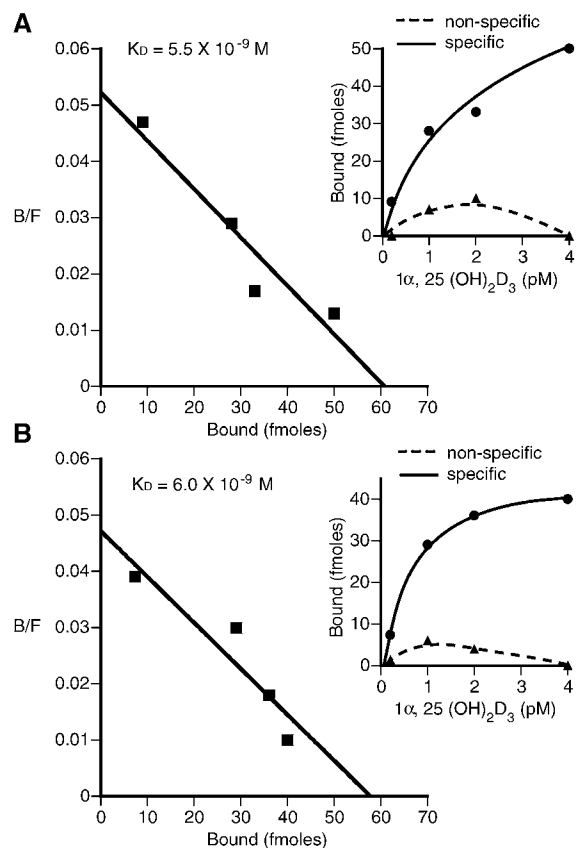 A
K_D = 5.5 X 10⁻⁹ M
0.06
0.05
0.04
0.03
0.02
0.01
0
B/F
0 10 20 30 40 50 60 70
Bound (fmoles)
non-specific
specific
50
40
30
20
10
0
Bound (fmoles)
0 1 2 3 4
1α, 25 (OH)₂D₃ (pM)
B
K_D = 6.0 X 10⁻⁹ M
0.06
0.05
0.04
0.03
0.02
0.01
0
B/F
0 10 20 30 40 50 60 70
Bound (fmoles)
non-specific
specific
40
30
20
10
0
Bound (fmoles)
0 1 2 3 4
1α, 25 (OH)₂D₃ (pM)